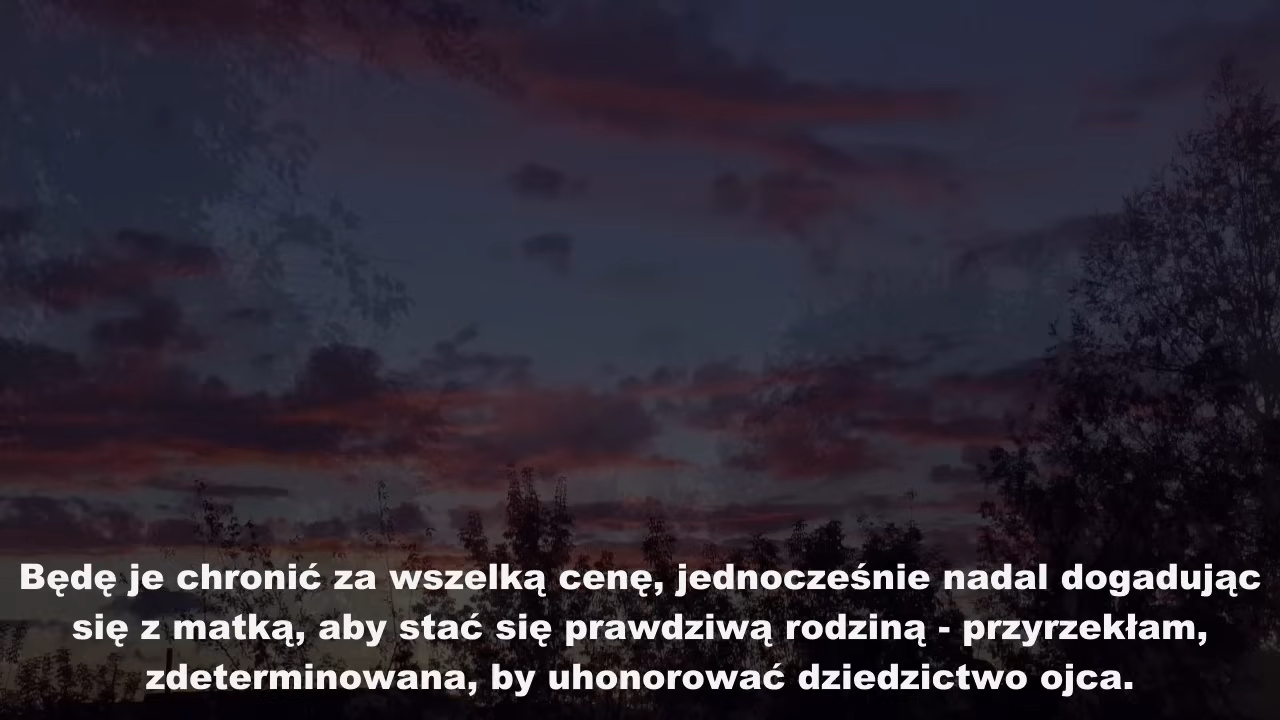 Będę je chronić za wszelką cenę, jednocześnie nadal dogadując
się z matką, aby stać się prawdziwą rodziną - przyrzekłam,
zdeterminowana, by uhonorować dziedzictwo ojca.